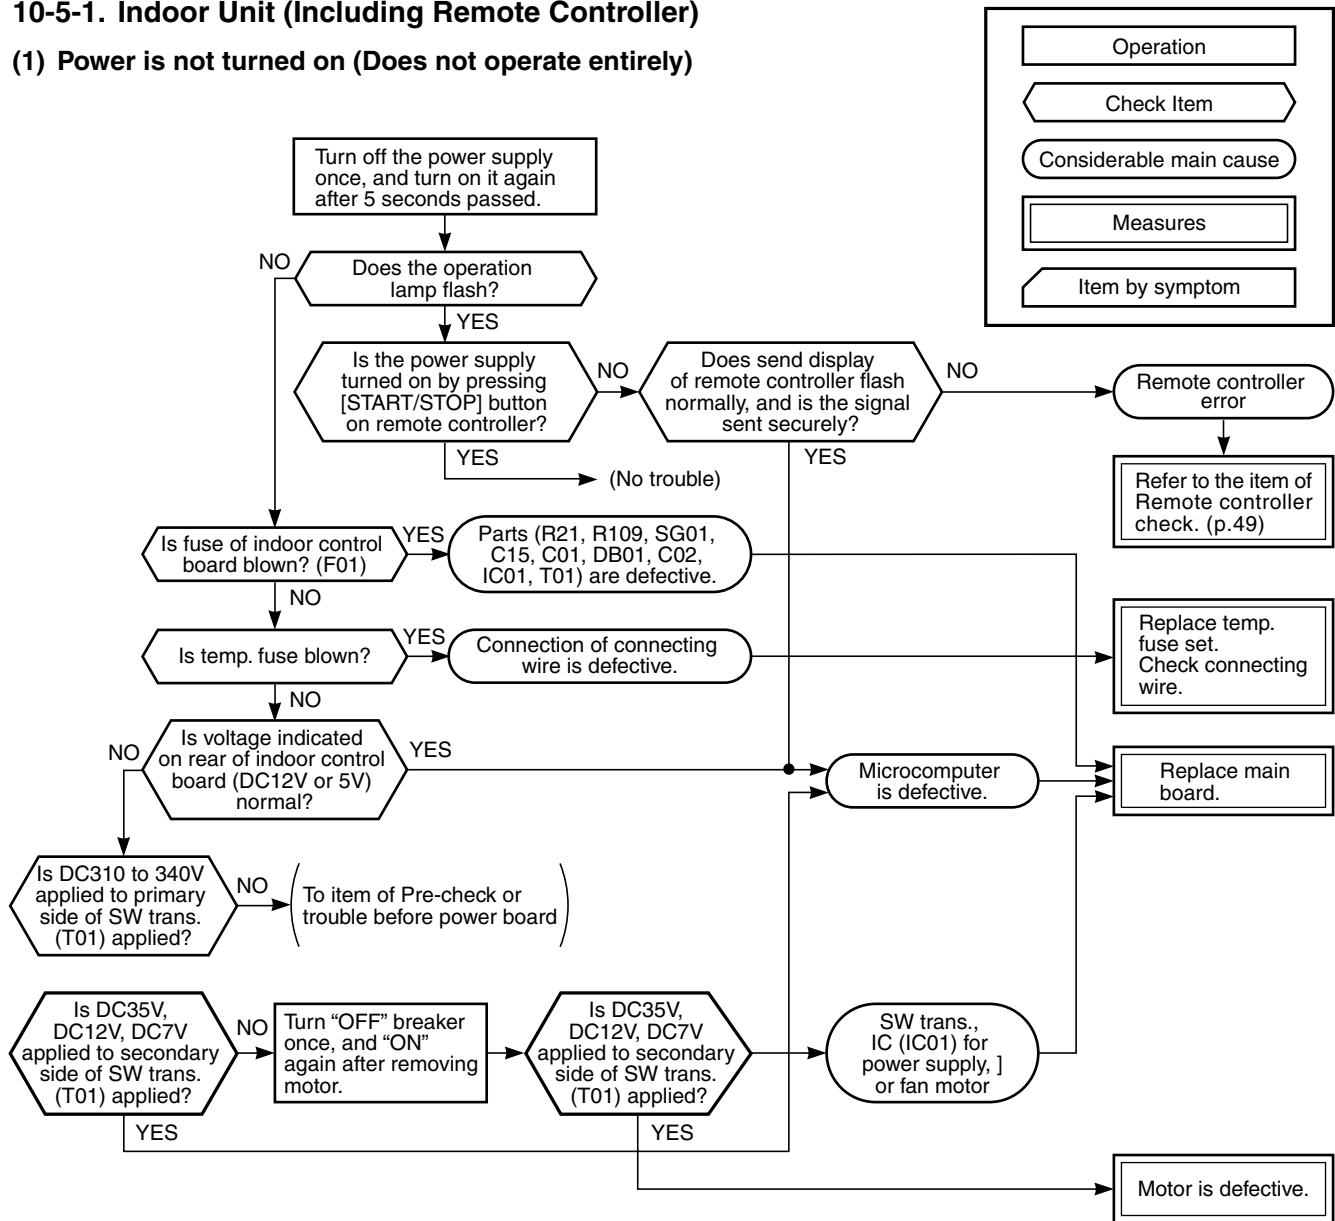 10-5-1. Indoor Unit (Including Remote Controller)
(1) Power is not turned on (Does not operate entirely)
Operation
Check Item
Considerable main cause
Measures
Item by symptom
Turn off the power supply
once, and turn on it again
after 5 seconds passed.
NO
Does the operation
lamp flash?
YES
Is the power supply
turned on by pressing
[START/STOP] button
on remote controller?
NO
Does send display
of remote controller flash
normally, and is the signal
sent securely?
NO
Remote controller
error
YES
(No trouble)
YES
Refer to the item of
Remote controller
check. (p.49)
Is fuse of indoor control
board blown? (F01)
YES
Parts (R21, R109, SG01,
C15, C01, DB01, C02,
IC01, T01) are defective.
NO
Is temp. fuse blown?
YES
Connection of connecting
wire is defective.
Replace temp.
fuse set.
Check connecting
wire.
NO
NO
Is voltage indicated
on rear of indoor control
board (DC12V or 5V)
normal?
YES
Microcomputer
is defective.
Replace main
board.
Is DC310 to 340V
applied to primary
side of SW trans.
(T01) applied?
NO
To item of Pre-check or
trouble before power board
Is DC35V,
DC12V, DC7V
applied to secondary
side of SW trans.
(T01) applied?
NO
Turn “OFF” breaker
once, and “ON”
again after removing
motor.
Is DC35V,
DC12V, DC7V
applied to secondary
side of SW trans.
(T01) applied?
SW trans.,
IC (IC01) for
power supply, ]
or fan motor
YES
YES
Motor is defective.